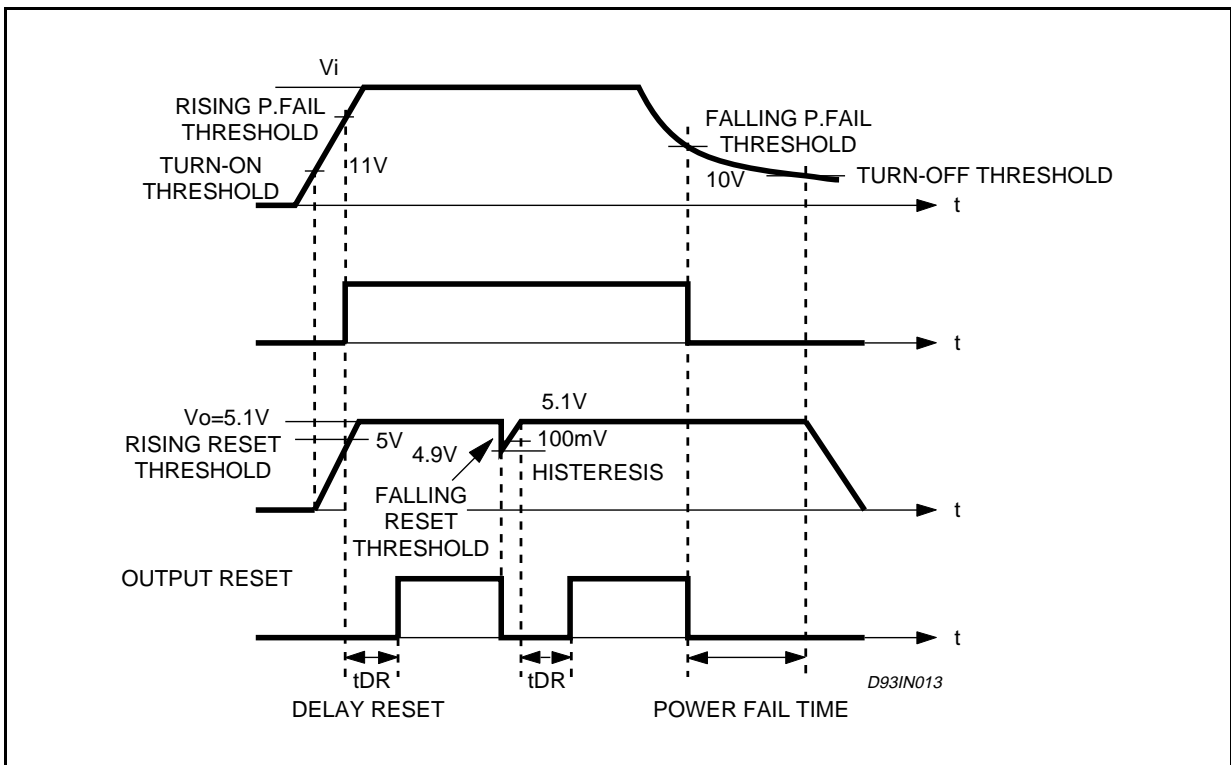 Vi
RISING P.FAIL
THRESHOLD
FALLING P.FAIL
THRESHOLD
TURN-ON
THRESHOLD
11V
10V
TURN-OFF THRESHOLD
t
t
Vo=5.1V
5.1V
RISING RESET
THRESHOLD
5V
4.9V
100mV
HISTERESIS
FALLING
RESET
THRESHOLD
t
OUTPUT RESET
t
tDR
tDR
D93IN013
DELAY RESET
POWER FAIL TIME